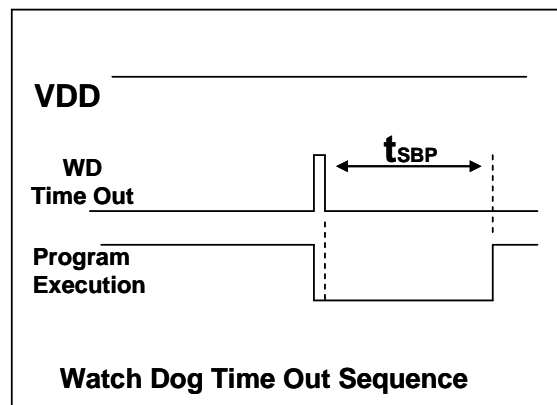 VDD
WD
Time Out
tSBP
Program
Execution
Watch Dog Time Out Sequence